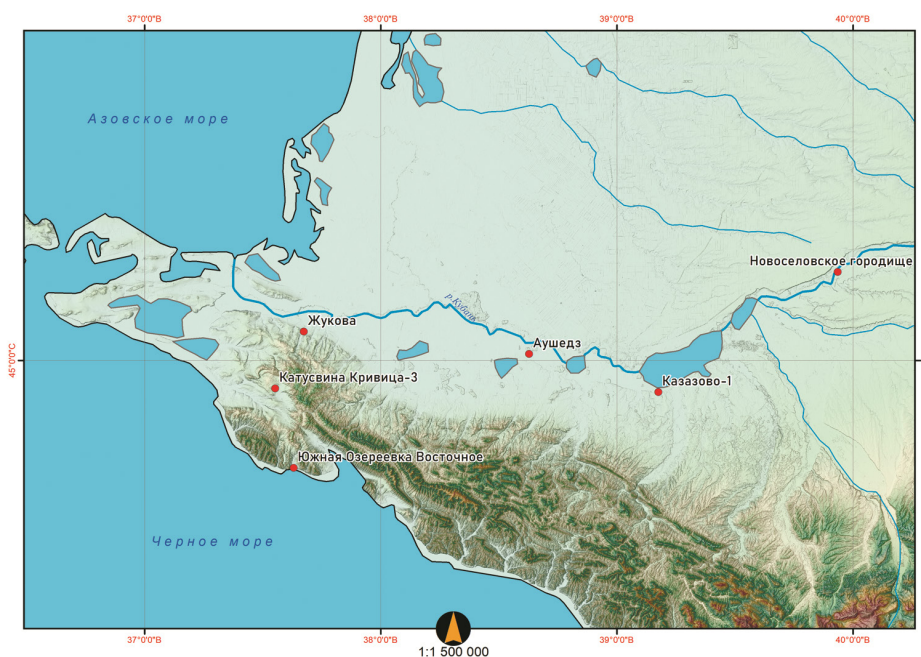 37°0'0"В 38°0'0"В 39°0'0"В 40°0'0"В
Азовское море
Новоселовское городище
р.Кубань
Жукова
Аушедз
45°0'0"С
Катусвина Кривица-3
Казазово-1
Южная Озереевка Восточное
Черное море
37°0'0"В 38°0'0"В 39°0'0"В 40°0'0"В
1:1 500 000